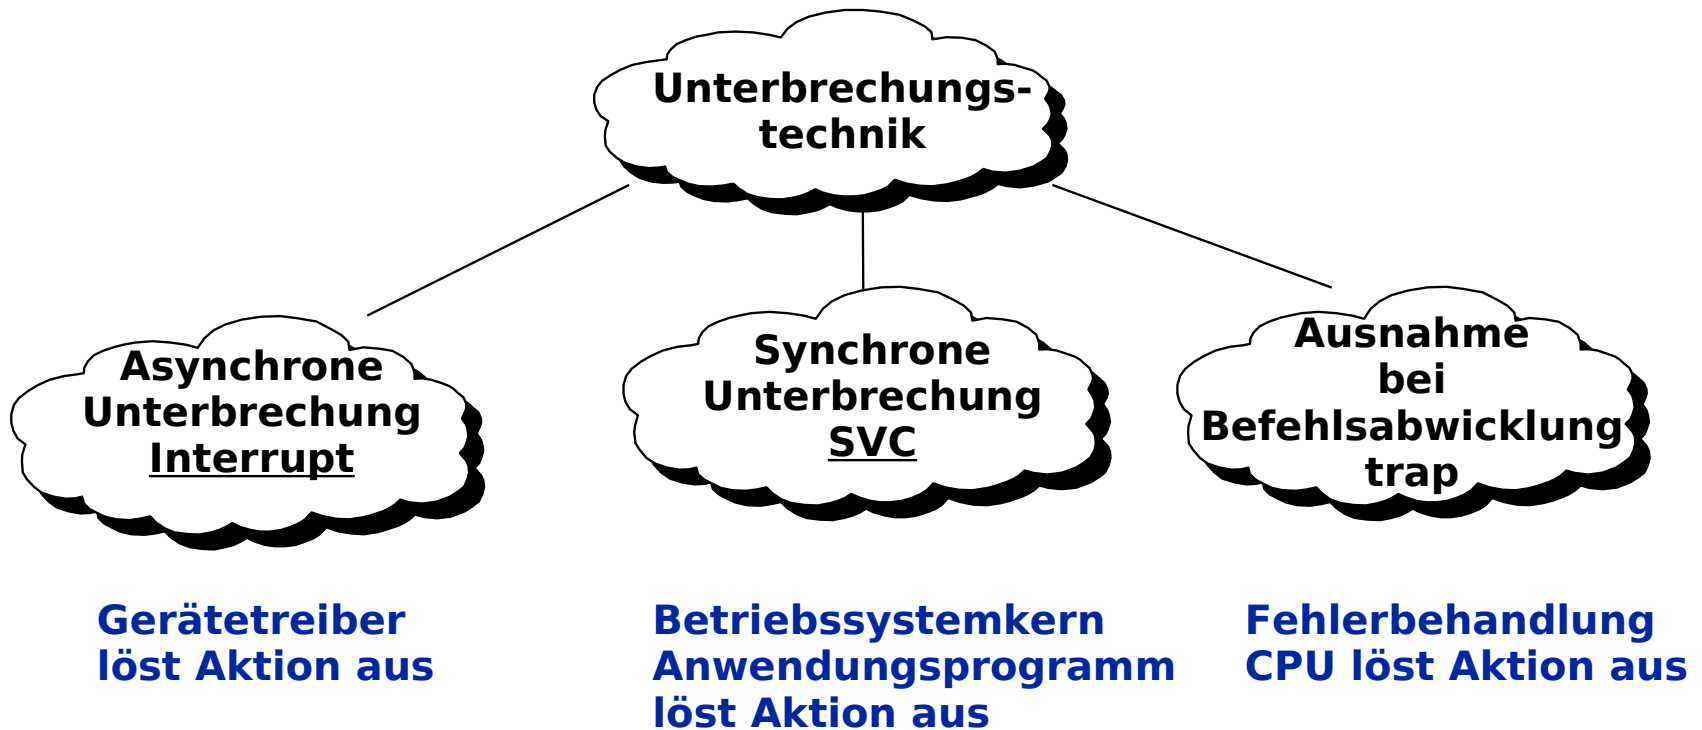 Unterbrechungs-
technik
Asynchrone
Unterbrechung
Interrupt
Synchrone
Unterbrechung
SVC
Ausnahme
bei
Befehlsabwicklung
trap
Gerätetreiber
löst Aktion aus
Betriebssystemkern
Anwendungsprogramm
löst Aktion aus
Fehlerbehandlung
CPU löst Aktion aus